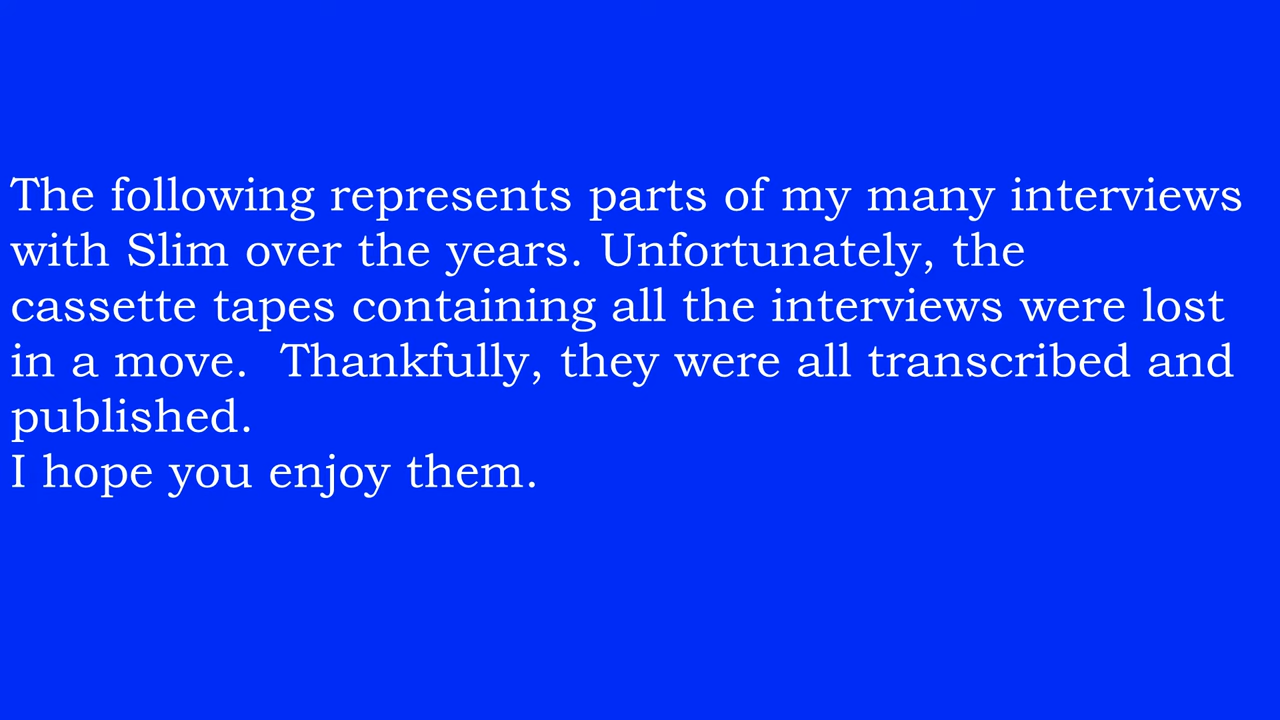 The following represents parts of my many interviews
with Slim over the years. Unfortunately, the
cassette tapes containing all the interviews were lost
in a move.  Thankfully, they were all transcribed and
published.
I hope you enjoy them.